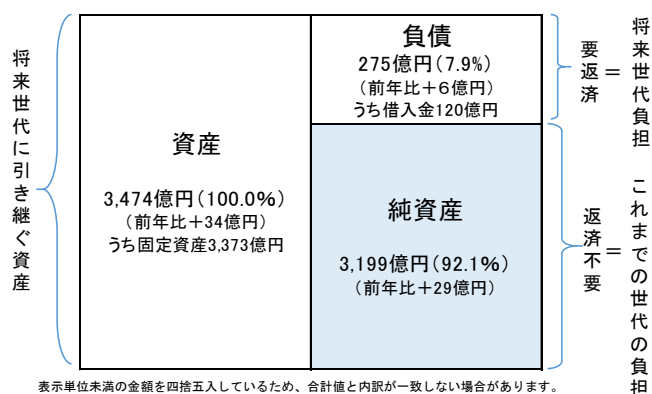 将来世代に引き継ぐ資産
資産
3,474億円(100.0%)
(前年比+34億円)
うち固定資産3,373億円
負債
275億円(7.9%)
(前年比+6億円)
うち借入金120億円
要返済
=
将来世代負担
純資産
3,199億円(92.1%)
(前年比+29億円)
返済不要
=
これまでの世代の負担
表示単位未満の金額を四捨五入しているため、合計値と内訳が一致しない場合があります。